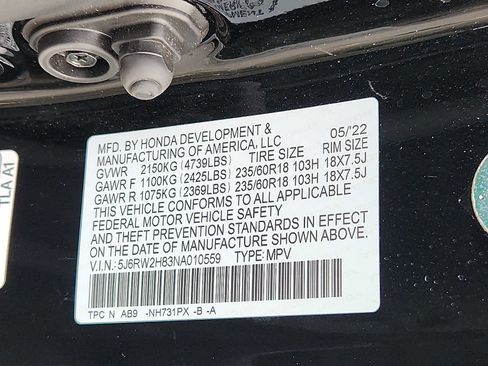 MFD. BY HONDA DEVELOPMENT &
MANUFACTURING OF AMERICA, LLC 05/'22
GVWR 2150KG (4739LBS) TIRE SIZE RIM SIZE
GAWR F 1100KG (2425LBS) 235/60R18 103H 18X7.5J
GAWR R 1075KG (2369LBS) 235/60R18 103H 18X7.5J
THIS VEHICLE CONFORMS TO ALL APPLICABLE
FEDERAL MOTOR VEHICLE SAFETY
AND THEFT PREVENTION STANDARDS IN EFFECT
ON THE DATE OF MANUFACTURE SHOWN ABOVE.
V.I.N.: 5J6RW2H83NA010559 TYPE: MPV
TPC N AB9 -NH731PX -B -A
TLA A1